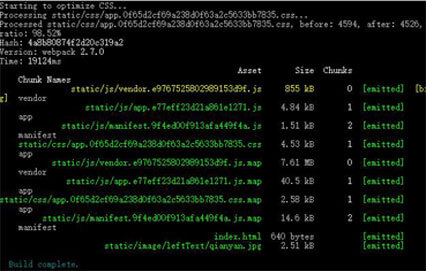 Starting to optimize CSS...
Processing static/css/app.0f65d2cf69a238d0f63a2c5633bb7835.css...
Processed static/css/app.0f65d2cf69a238d0f63a2c5633bb7835.css, before: 4594, after: 4526,
ratio: 98.52%
Hash: 4a8b80874f2d20c319a2
Version: webpack 2.7.0
Time: 19124ms
Asset Size Chunks
Chunk Names
static/js/vendor.e9767525802989153d9f.js 855 kB 0 [emitted] [bi
g] vendor
static/js/app.e77eff23d21a861e1271.js 4.84 kB 1 [emitted]
app
static/js/manifest.9f4ed00f913afa449f4a.js 1.51 kB 2 [emitted]
manifest
static/css/app.0f65d2cf69a238d0f63a2c5633bb7835.css 4.53 kB 1 [emitted]
app
static/js/vendor.e9767525802989153d9f.js.map 7.61 MB 0 [emitted]
vendor
static/js/app.e77eff23d21a861e1271.js.map 40.5 kB 1 [emitted]
app
static/css/app.0f65d2cf69a238d0f63a2c5633bb7835.css.map 2.58 kB 1 [emitted]
app
static/js/manifest.9f4ed00f913afa449f4a.js.map 14.6 kB 2 [emitted]
manifest
index.html 640 bytes [emitted]
static/image/leftText/qianyan.jpg 2.51 kB [emitted]
Build complete.